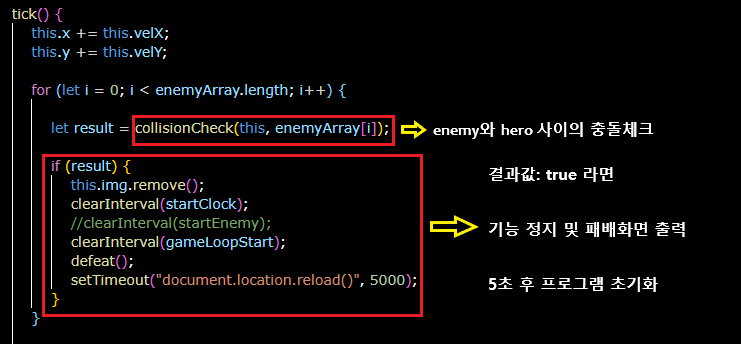 tick() {
this.x += this.velX;
this.y += this.velY;
for (let i = 0; i < enemyArray.length; i++) {
let result = collisionCheck(this, enemyArray[i]); enemy와 hero 사이의 충돌체크
if (result) { 결과값: true 라면
this.img.remove();
clearInterval(startClock);
//clearInterval(startEnemy); 기능 정지 및 패배화면 출력
clearInterval(gameLoopStart);
defeat();
setTimeout("document.location.reload()", 5000); 5초 후 프로그램 초기화
}
}